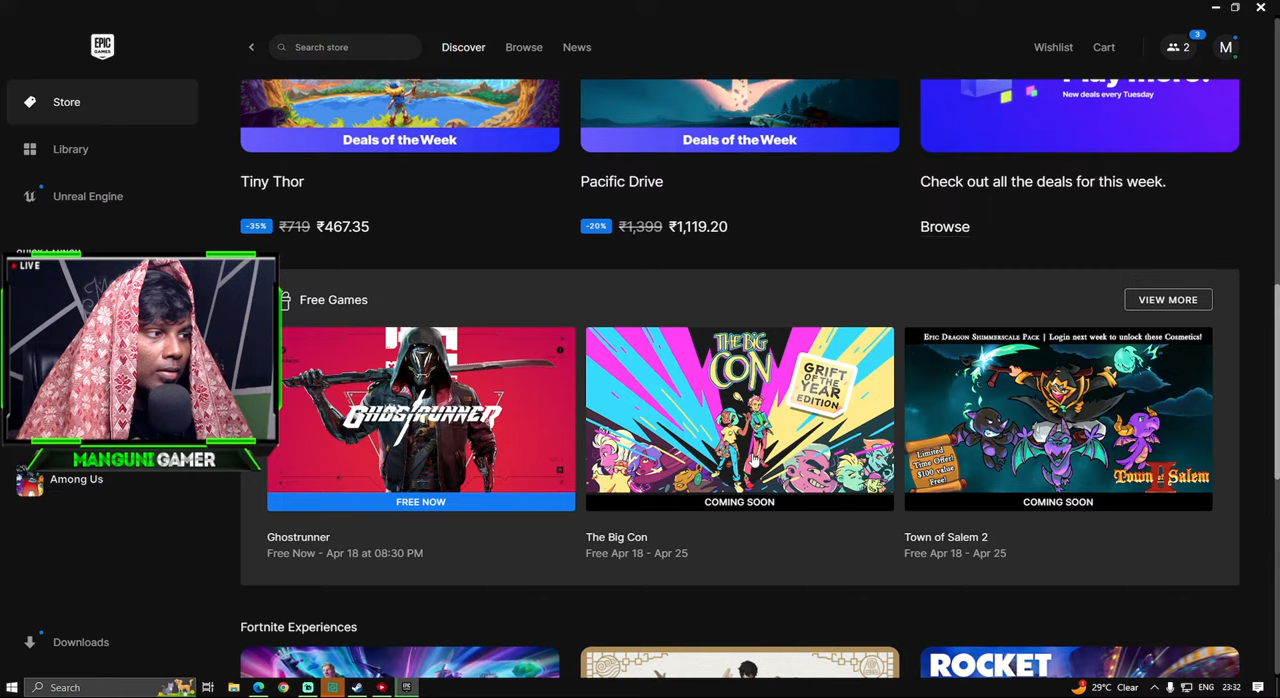 EPIC GAMES
Search store
Discover
Browse
News
Wishlist
Cart
3
2
M
Store
Library
Unreal Engine
Deals of the Week
Deals of the Week
New deals every Tuesday
Tiny Thor
Pacific Drive
Check out all the deals for this week.
-35% ₹719 ₹467.35
-20% ₹1,399 ₹1,119.20
Browse
LIVE
MANGUNI GAMER
Among Us
Free Games
VIEW MORE
GHOSTRUNNER
FREE NOW
THE BIG CON
GRIFT OF THE YEAR EDITION
COMING SOON
Epic Dragon Shimmerscale Pack | Login next week to unlock these Cosmetics!
Limited Time Offer! $100 value Free!
Town of Salem II
COMING SOON
Ghostrunner
Free Now - Apr 18 at 08:30 PM
The Big Con
Free Apr 18 - Apr 25
Town of Salem 2
Free Apr 18 - Apr 25
Fortnite Experiences
ROCKET
Downloads
Search
29°C Clear
ENG
23:32